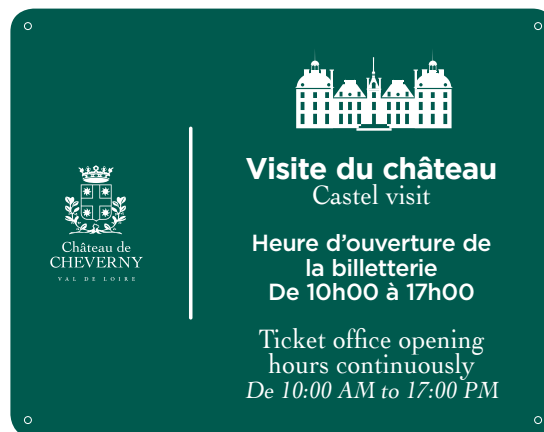 Château de
CHEVERNY
VAL DE LOIRE
Visite du château
Castel visit
Heure d’ouverture de
la billetterie
De 10h00 à 17h00
Ticket office opening
hours continuously
De 10:00 AM to 17:00 PM